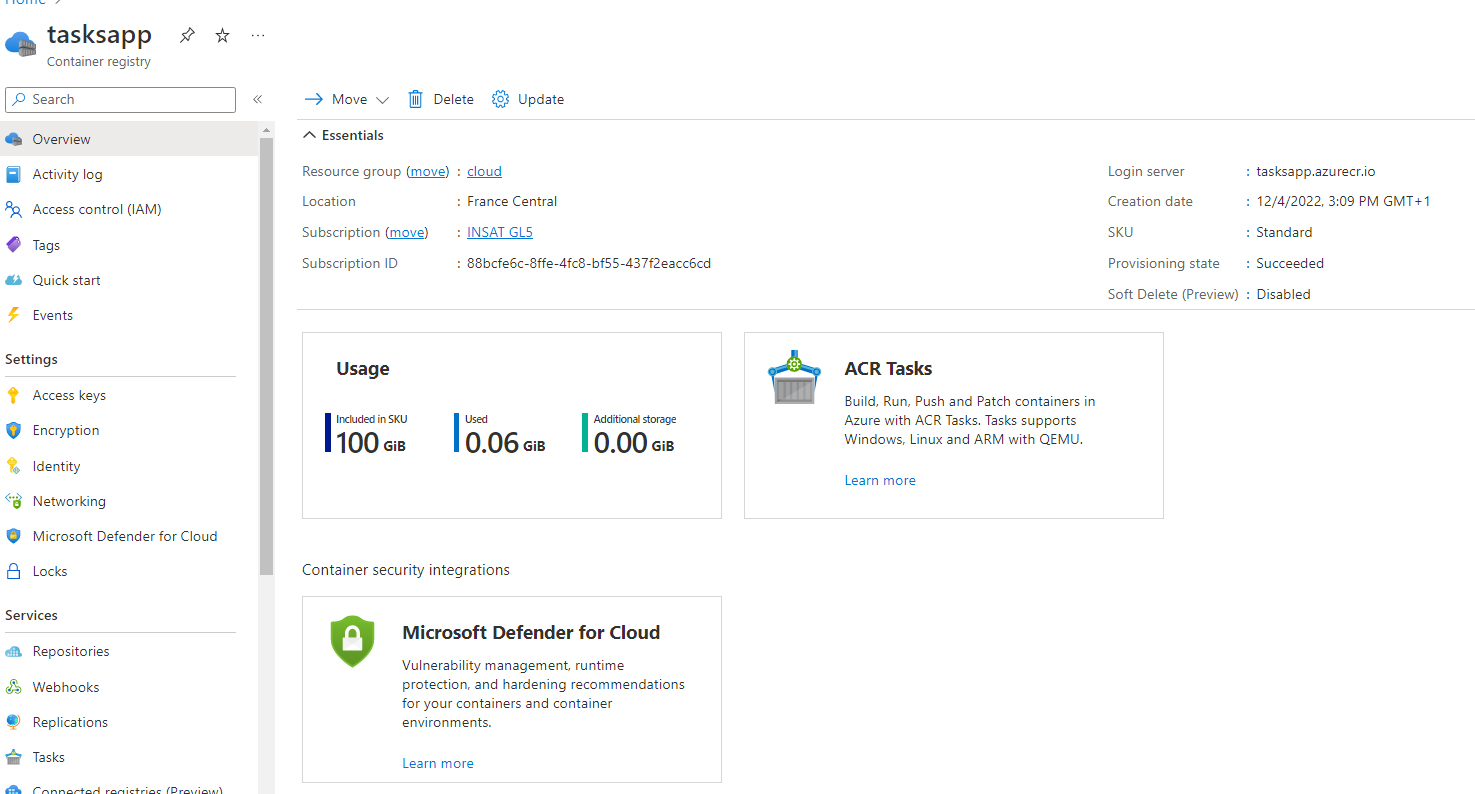 Home
tasksapp
Container registry
Search
Overview
Activity log
Access control (IAM)
Tags
Quick start
Events
Settings
Access keys
Encryption
Identity
Networking
Microsoft Defender for Cloud
Locks
Services
Repositories
Webhooks
Replications
Tasks
Connected registries (Preview)
Move
Delete
Update
Essentials
Resource group (move) : cloud
Location : France Central
Subscription (move) : INSAT GL5
Subscription ID : 88bcfe6c-8ffe-4fc8-bf55-437f2eacc6cd
Login server : tasksapp.azurecr.io
Creation date : 12/4/2022, 3:09 PM GMT+1
SKU : Standard
Provisioning state : Succeeded
Soft Delete (Preview) : Disabled
Usage
Included in SKU
100 GiB
Used
0.06 GiB
Additional storage
0.00 GiB
ACR Tasks
Build, Run, Push and Patch containers in
Azure with ACR Tasks. Tasks supports
Windows, Linux and ARM with QEMU.
Learn more
Container security integrations
Microsoft Defender for Cloud
Vulnerability management, runtime
protection, and hardening recommendations
for your containers and container
environments.
Learn more